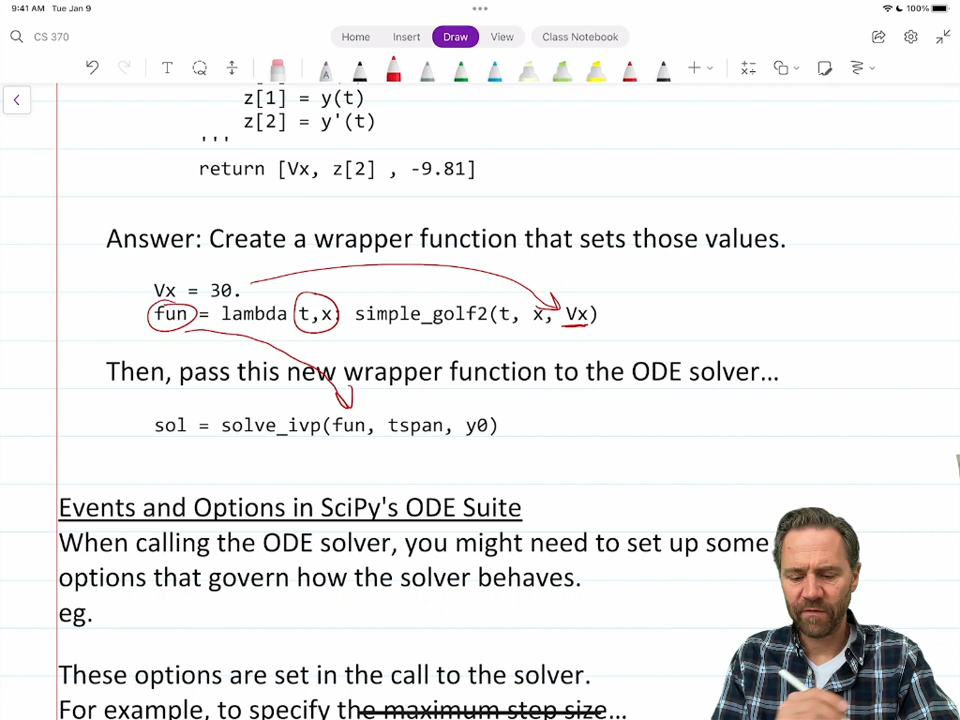 9:41 AM Tue Jan 9
100%
CS 370
Home Insert Draw View Class Notebook
z[1] = y(t)
z[2] = y'(t)
'''
return [Vx, z[2] , -9.81]
Answer: Create a wrapper function that sets those values.
Vx = 30.
fun = lambda t,x: simple_golf2(t, x, Vx)
Then, pass this new wrapper function to the ODE solver…
sol = solve_ivp(fun, tspan, y0)
Events and Options in SciPy's ODE Suite
When calling the ODE solver, you might need to set up some
options that govern how the solver behaves.
eg.
These options are set in the call to the solver.
For example, to specify the maximum step size…